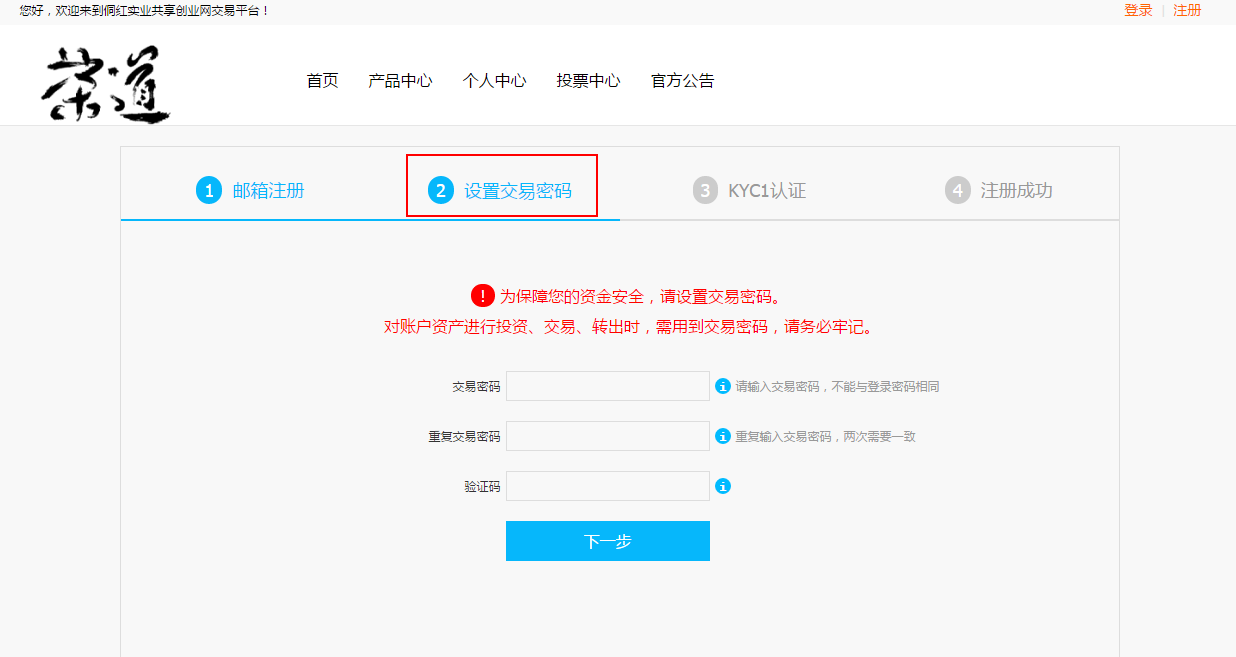 您好，欢迎来到侗红实业共享创业网交易平台！
登录 | 注册
茶道
首页 产品中心 个人中心 投票中心 官方公告
1 邮箱注册 2 设置交易密码 3 KYC1认证 4 注册成功
! 为保障您的资金安全，请设置交易密码。
对账户资产进行投资、交易、转出时，需用到交易密码，请务必牢记。
交易密码 i 请输入交易密码，不能与登录密码相同
重复交易密码 i 重复输入交易密码，两次需要一致
验证码 i
下一步